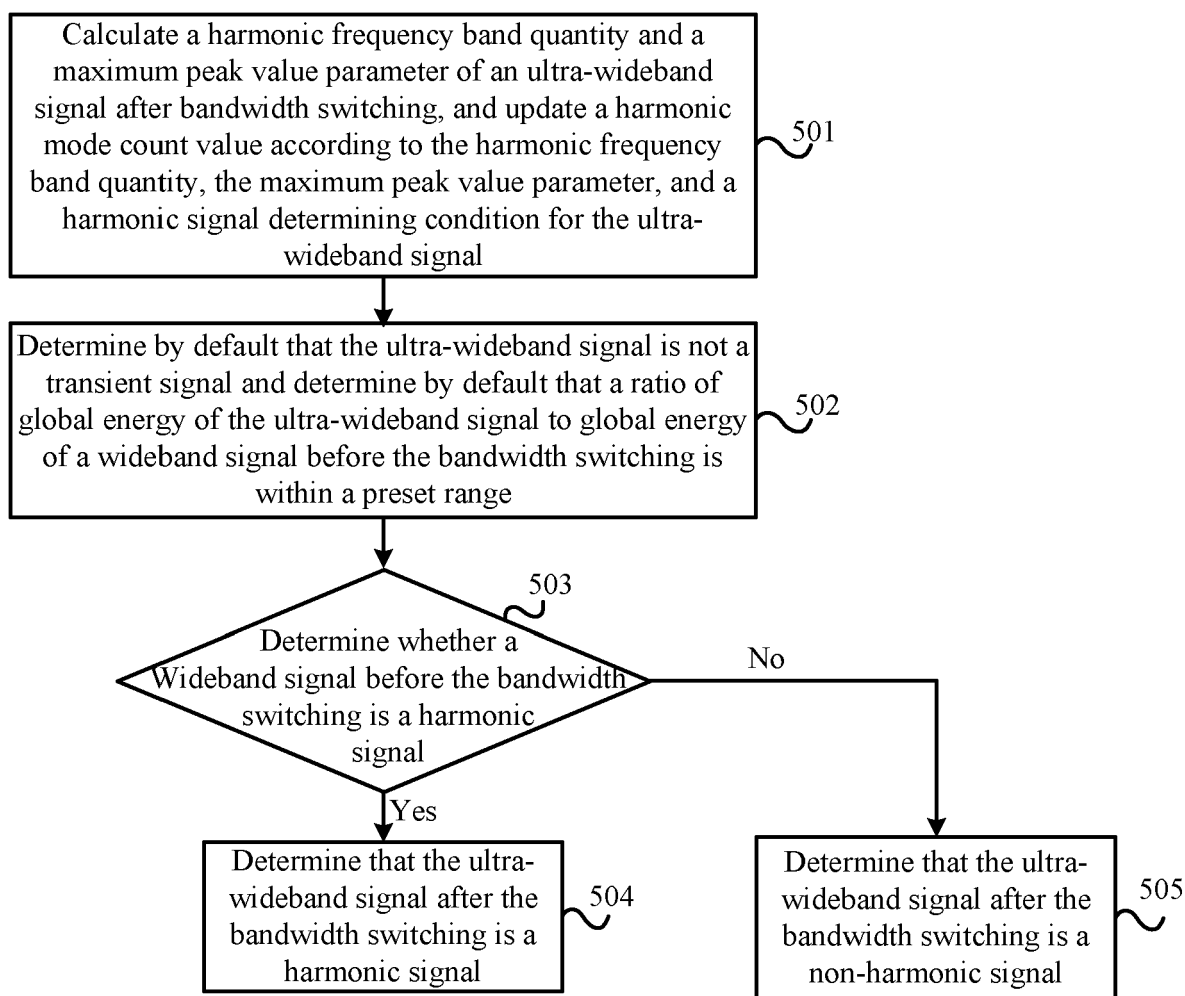 Calculate a harmonic frequency band quantity and a
maximum peak value parameter of an ultra-wideband
signal after bandwidth switching, and update a harmonic
mode count value according to the harmonic frequency
band quantity, the maximum peak value parameter, and a
harmonic signal determining condition for the ultra-
wideband signal
501
Determine by default that the ultra-wideband signal is not a
transient signal and determine by default that a ratio of
global energy of the ultra-wideband signal to global energy
of a wideband signal before the bandwidth switching is
within a preset range
502
503
Determine whether a
Wideband signal before the bandwidth
switching is a harmonic
signal
No
Yes
Determine that the ultra-
wideband signal after the
bandwidth switching is a
harmonic signal
504
Determine that the ultra-
wideband signal after the
bandwidth switching is a
non-harmonic signal
505